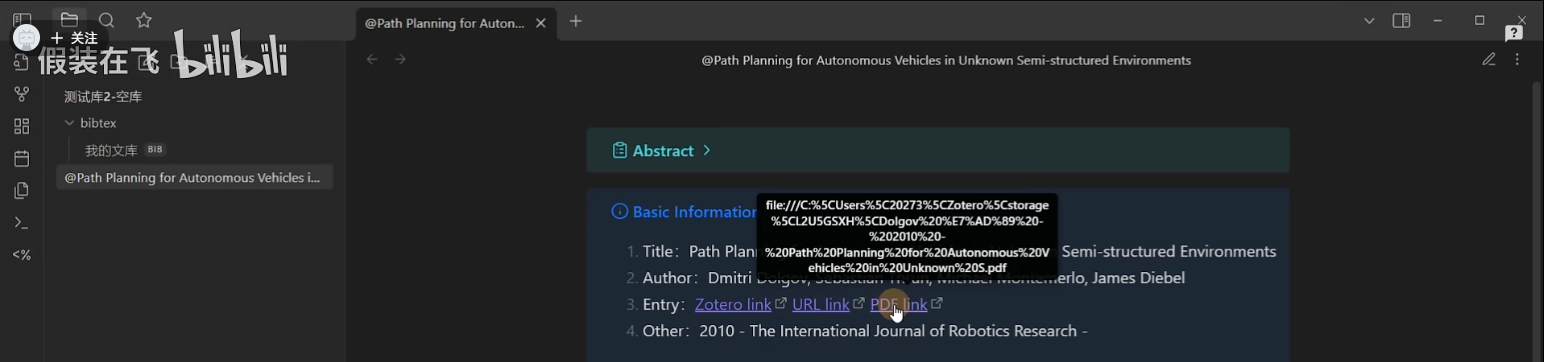 @Path Planning for Auton...
+ 关注
假装在飞 bilibili
@Path Planning for Autonomous Vehicles in Unknown Semi-structured Environments
测试库2-空库
bibtex
我的文库 BIB
@Path Planning for Autonomous Vehicles i...
Abstract
Basic Information
file:///C:%5CUsers%5C20273%5CZotero%5Cstorage
%5CL2U5GSXH%5CDolgov%20%E7%AD%89%20-
%202010%20-
%20Path%20Planning%20for%20Autonomous%20V
ehicles%20in%20Unknown%20S.pdf
1. Title: Path Plann Semi-structured Environments
2. Author: Dmitri Dolgov, Sebastian Thrun, Michael Montemerlo, James Diebel
3. Entry: Zotero link URL link PDF link
4. Other: 2010 - The International Journal of Robotics Research -